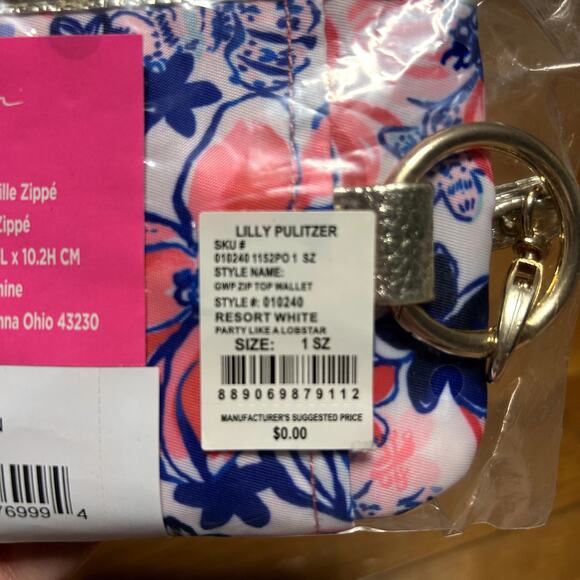 ille Zippé
Zippé
L x 10.2H CM
hine
nna Ohio 43230
76999 4
LILLY PULITZER
SKU #
010240 1152PO 1 SZ
STYLE NAME:
GWP ZIP TOP WALLET
STYLE #: 010240
RESORT WHITE
PARTY LIKE A LOBSTAR
SIZE: 1 SZ
889069879112
MANUFACTURER'S SUGGESTED PRICE
$0.00